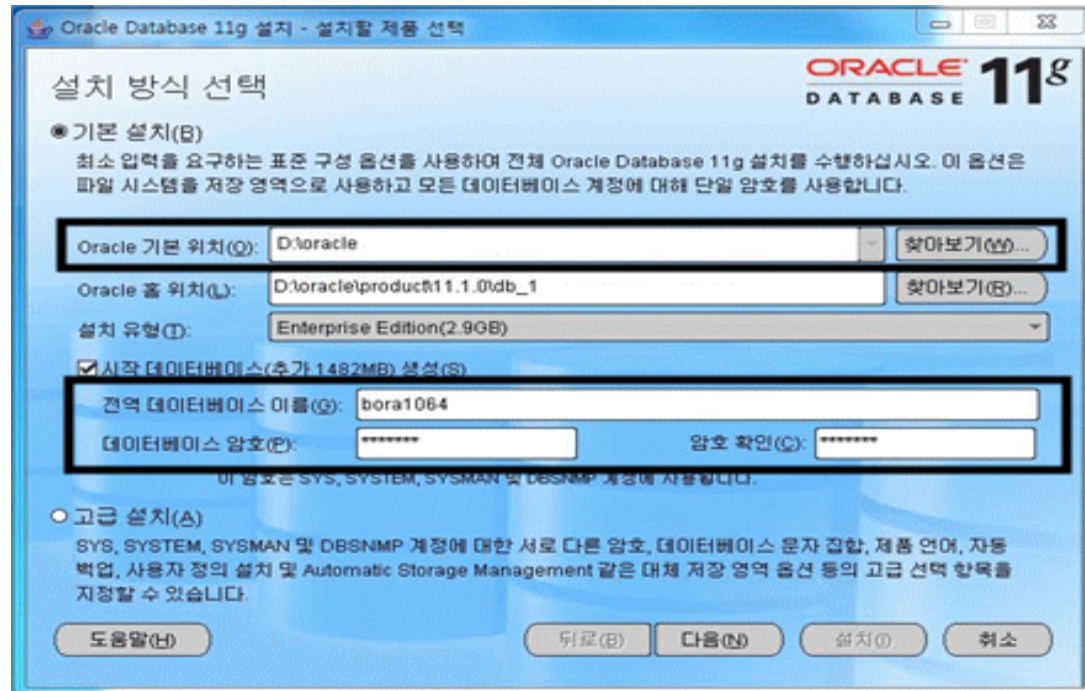 Oracle Database 11g 설치 - 설치할 제품 선택
설치 방식 선택
ORACLE 11g
DATABASE
기본 설치(B)
최소 입력을 요구하는 표준 구성 옵션을 사용하여 전체 Oracle Database 11g 설치를 수행하십시오. 이 옵션은
파일 시스템을 저장 영역으로 사용하고 모든 데이터베이스 계정에 대해 단일 암호를 사용합니다.
Oracle 기본 위치(O): D:\oracle 찾아보기(W)...
Oracle 홈 위치(L): D:\oracle\product\11.1.0\db_1 찾아보기(R)...
설치 유형(T): Enterprise Edition(2.9GB)
시작 데이터베이스(추가 1482MB) 생성(S)
전역 데이터베이스 이름(G): bora1064
데이터베이스 암호(P): ******* 암호 확인(C): *******
이 암호는 SYS, SYSTEM, SYSMAN 및 DBSNMP 계정에 사용됩니다.
고급 설치(A)
SYS, SYSTEM, SYSMAN 및 DBSNMP 계정에 대한 서로 다른 암호, 데이터베이스 문자 집합, 제품 언어, 자동
백업, 사용자 정의 설치 및 Automatic Storage Management 같은 대체 저장 영역 옵션 등의 고급 선택 항목을
지정할 수 있습니다.
도움말(H) 뒤로(B) 다음(N) 설치(I) 취소